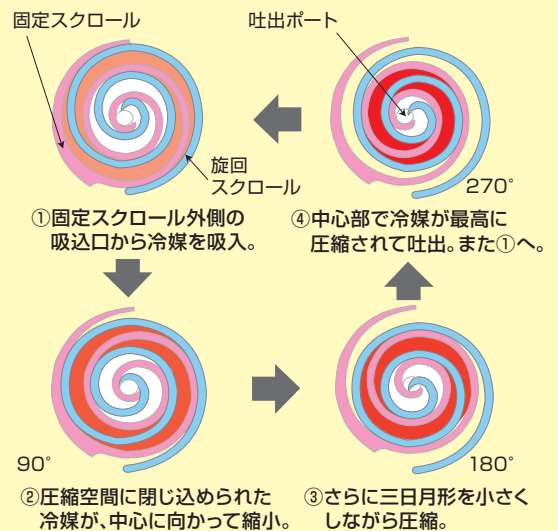 固定スクロール
吐出ポート
旋回
スクロール
270°
①固定スクロール外側の
吸込口から冷媒を吸入。
④中心部で冷媒が最高に
圧縮されて吐出。また①へ。
90°
180°
②圧縮空間に閉じ込められた
冷媒が、中心に向かって縮小。
③さらに三日月形を小さく
しながら圧縮。